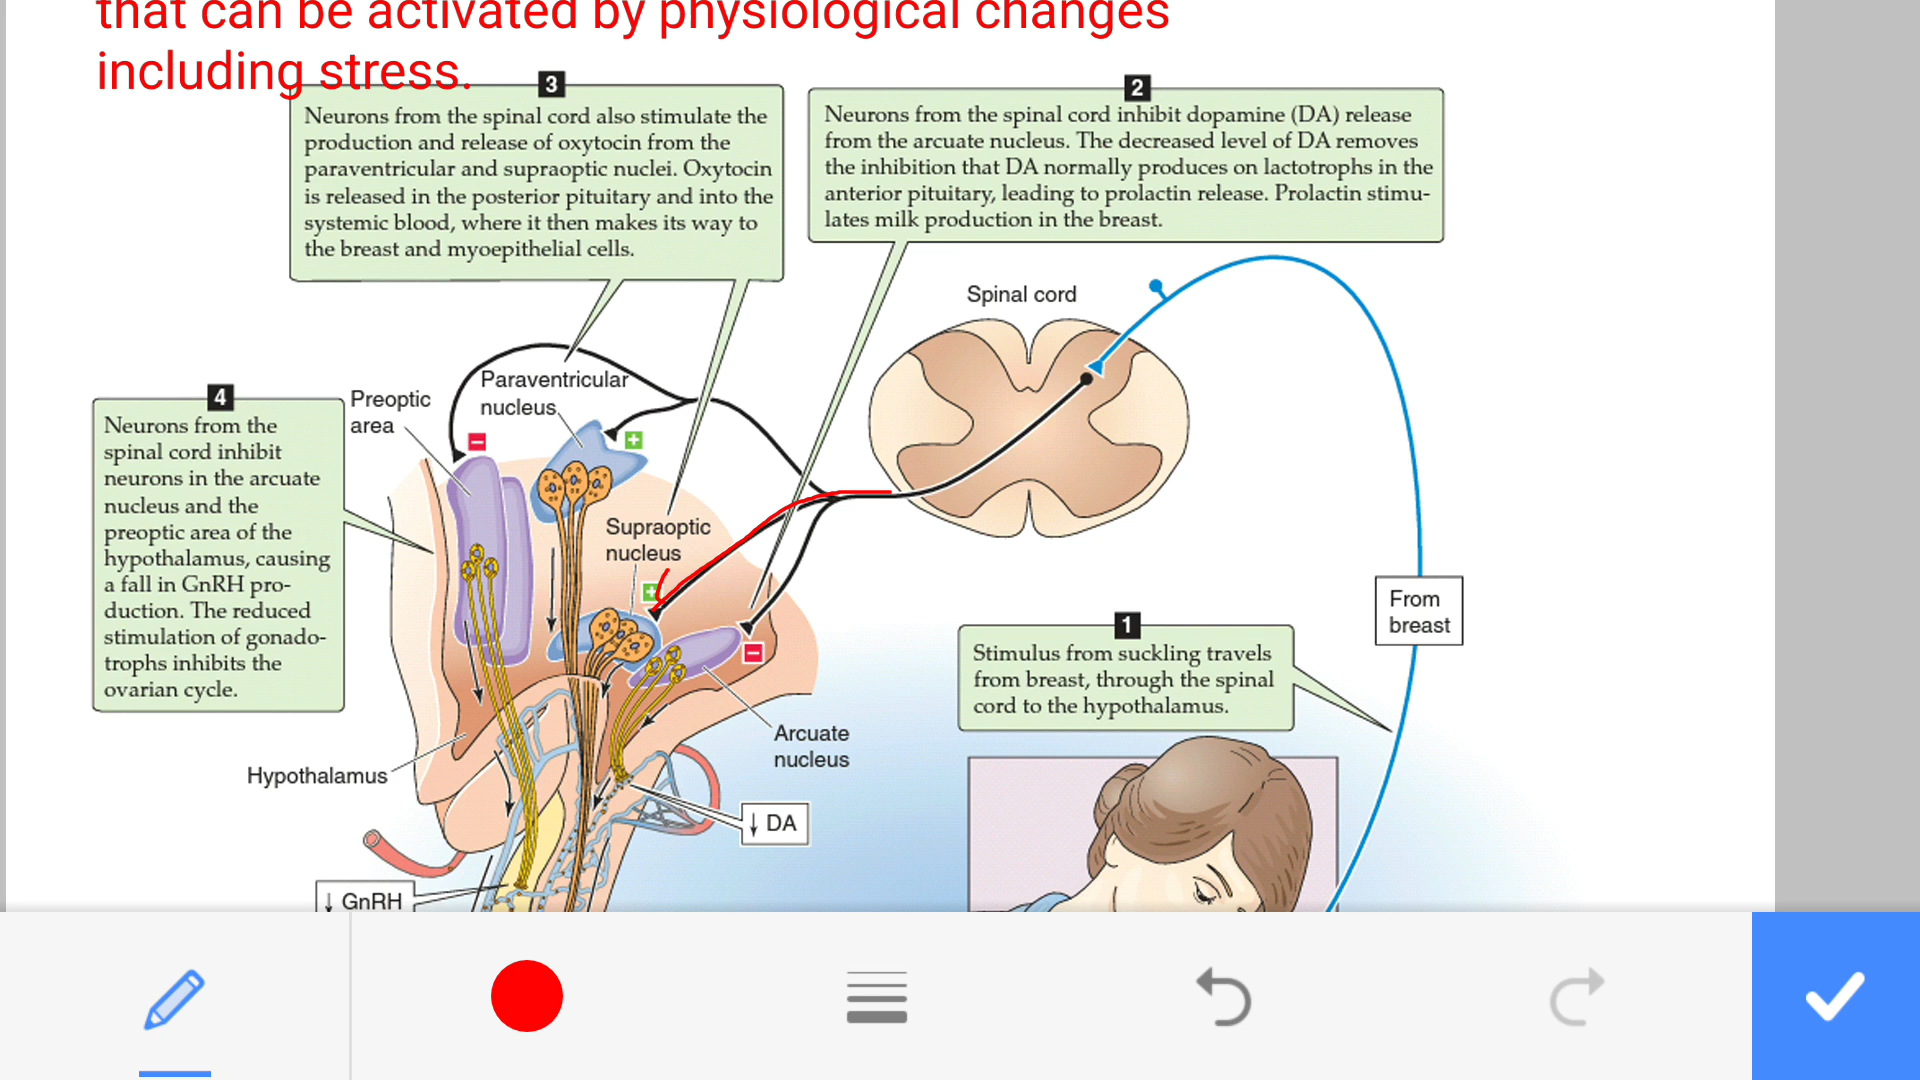 that can be activated by physiological changes
including stress.
3
Neurons from the spinal cord also stimulate the
production and release of oxytocin from the
paraventricular and supraoptic nuclei. Oxytocin
is released in the posterior pituitary and into the
systemic blood, where it then makes its way to
the breast and myoepithelial cells.
2
Neurons from the spinal cord inhibit dopamine (DA) release
from the arcuate nucleus. The decreased level of DA removes
the inhibition that DA normally produces on lactotrophs in the
anterior pituitary, leading to prolactin release. Prolactin stimu-
lates milk production in the breast.
Spinal cord
4
Neurons from the
spinal cord inhibit
neurons in the arcuate
nucleus and the
preoptic area of the
hypothalamus, causing
a fall in GnRH pro-
duction. The reduced
stimulation of gonado-
trophs inhibits the
ovarian cycle.
Preoptic
area
Paraventricular
nucleus
Supraoptic
nucleus
From
breast
1
Stimulus from suckling travels
from breast, through the spinal
cord to the hypothalamus.
Arcuate
nucleus
Hypothalamus
↓ DA
↓ GnRH